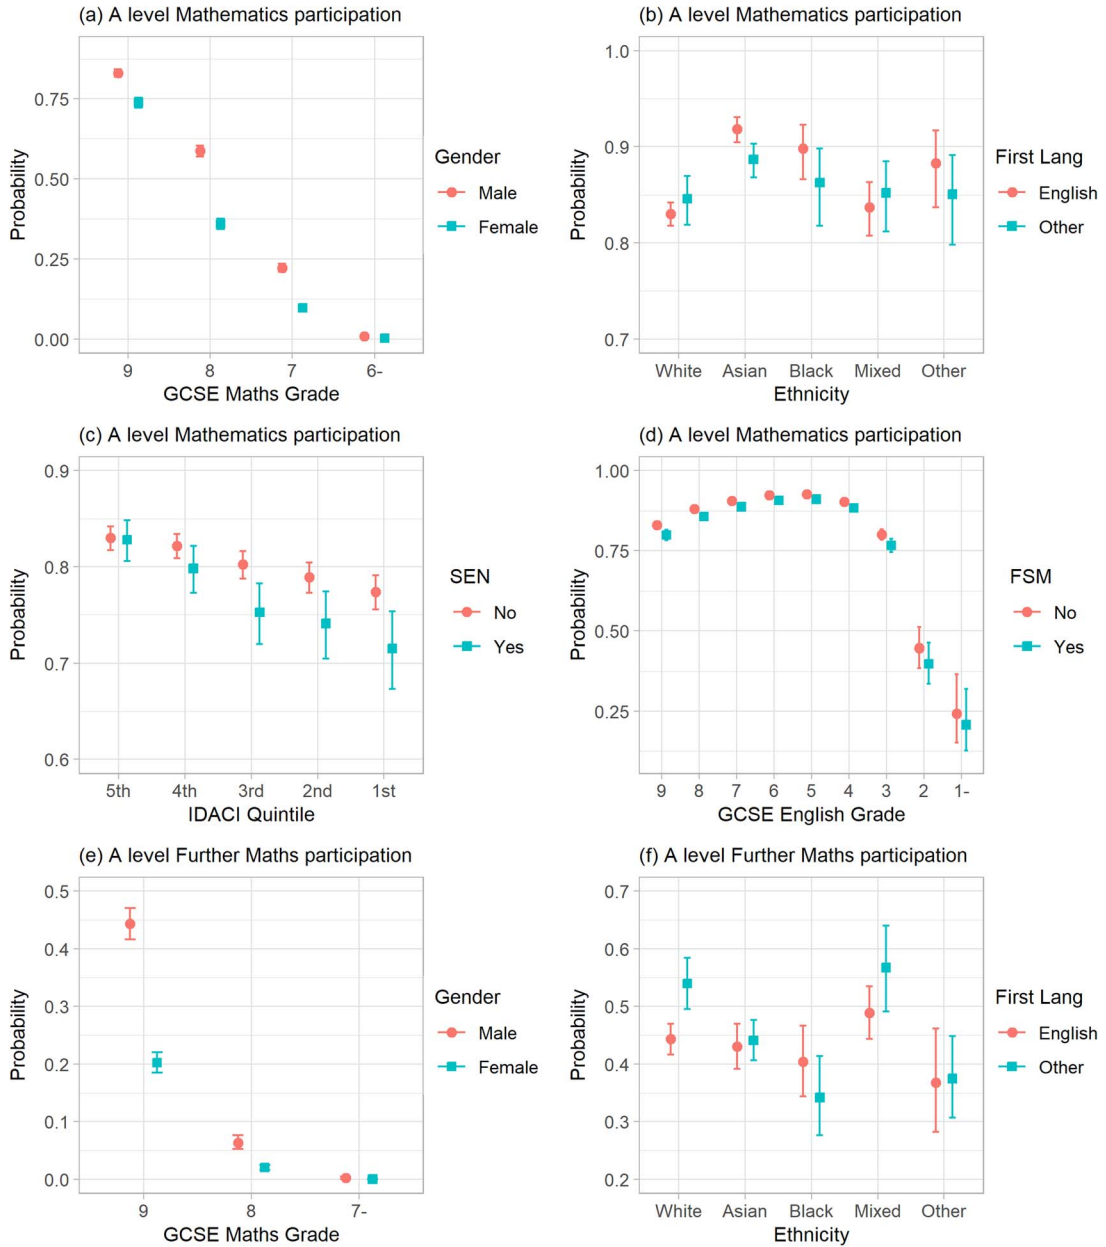 (a) A level Mathematics participation
Probability
0.75
0.50
0.25
0.00
9 8 7 6-
GCSE Maths Grade
Gender
Male
Female
(b) A level Mathematics participation
Probability
1.0
0.9
0.8
0.7
White Asian Black Mixed Other
Ethnicity
First Lang
English
Other
(c) A level Mathematics participation
Probability
0.9
0.8
0.7
0.6
5th 4th 3rd 2nd 1st
IDACI Quintile
SEN
No
Yes
(d) A level Mathematics participation
Probability
1.00
0.75
0.50
0.25
9 8 7 6 5 4 3 2 1-
GCSE English Grade
FSM
No
Yes
(e) A level Further Maths participation
Probability
0.5
0.4
0.3
0.2
0.1
0.0
9 8 7-
GCSE Maths Grade
Gender
Male
Female
(f) A level Further Maths participation
Probability
0.7
0.6
0.5
0.4
0.3
0.2
White Asian Black Mixed Other
Ethnicity
First Lang
English
Other